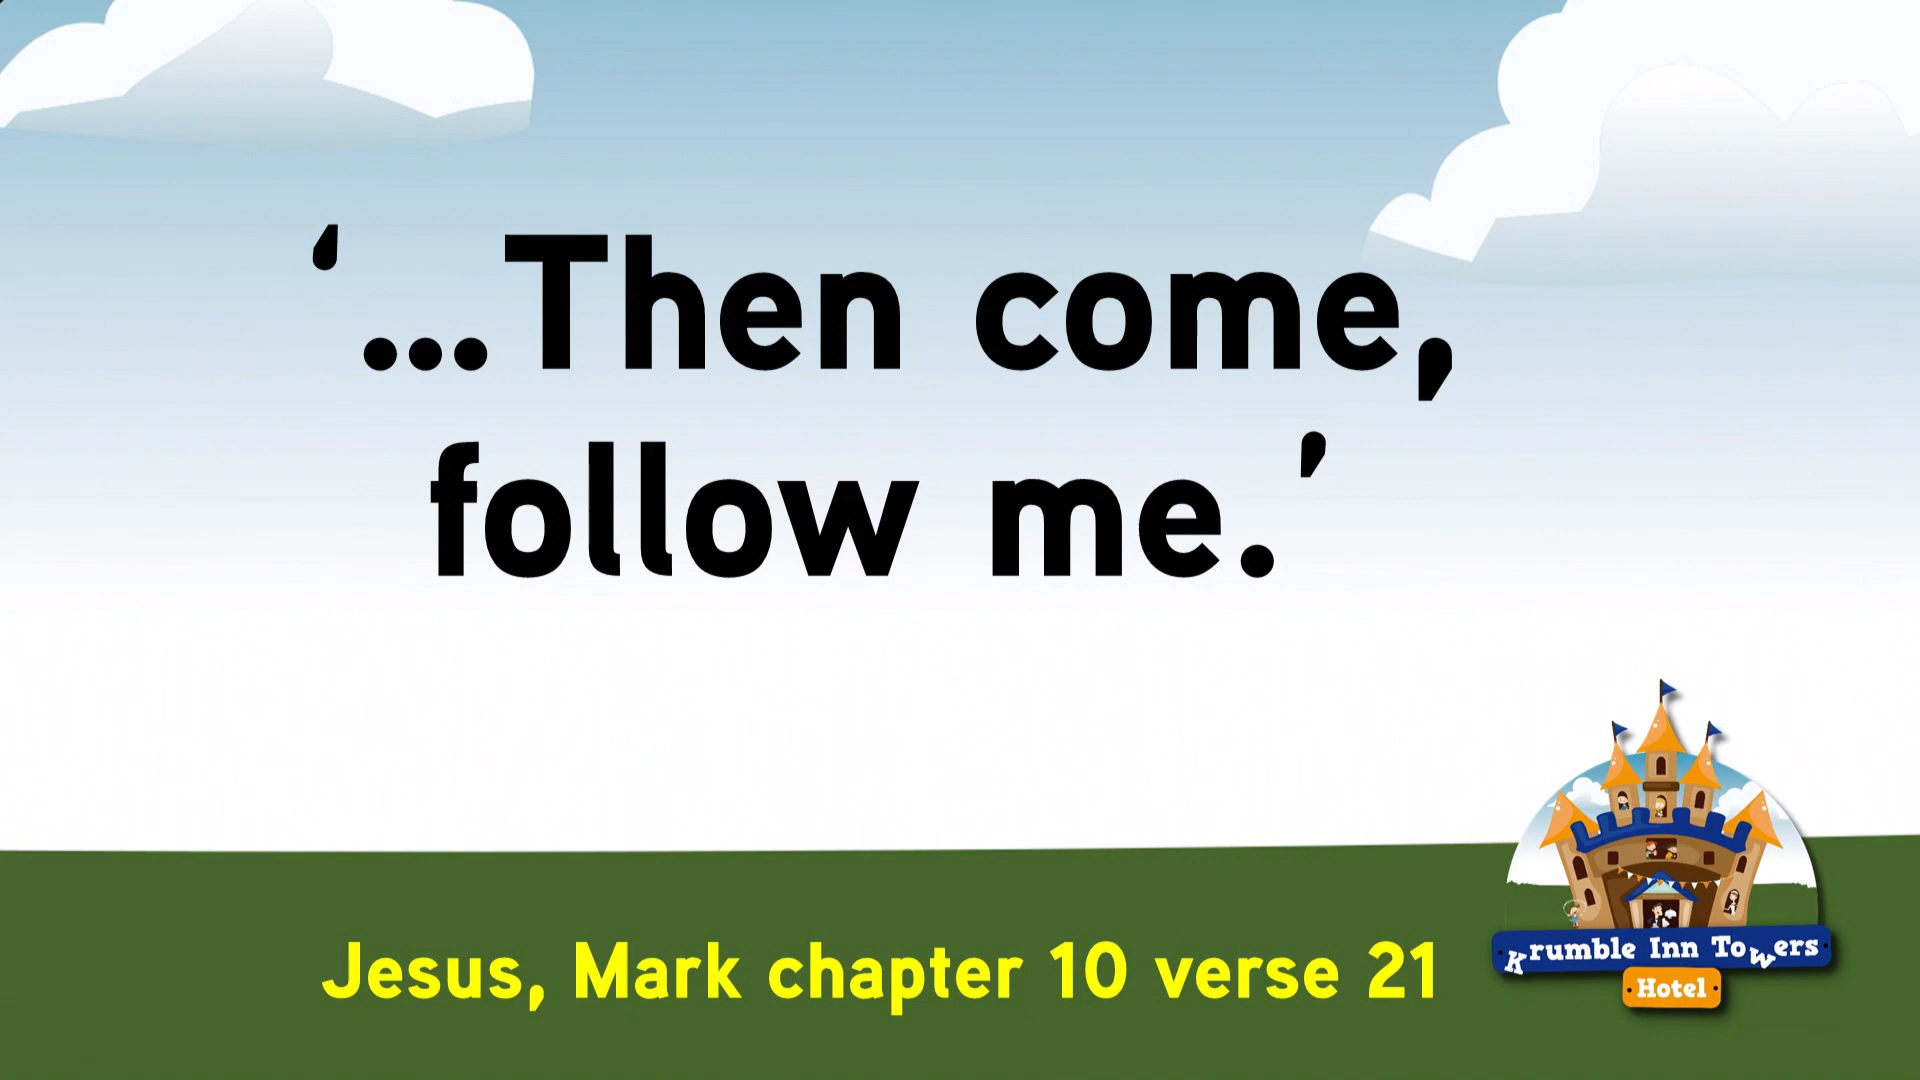 ‘...Then come,
follow me.’
Jesus, Mark chapter 10 verse 21
Krumble Inn Towers
Hotel